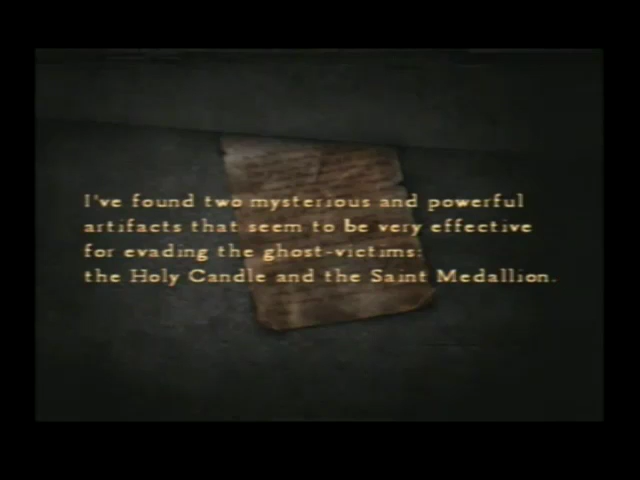 I've found two mysterious and powerful
artifacts that seem to be very effective
for evading the ghost-victims:
the Holy Candle and the Saint Medallion.